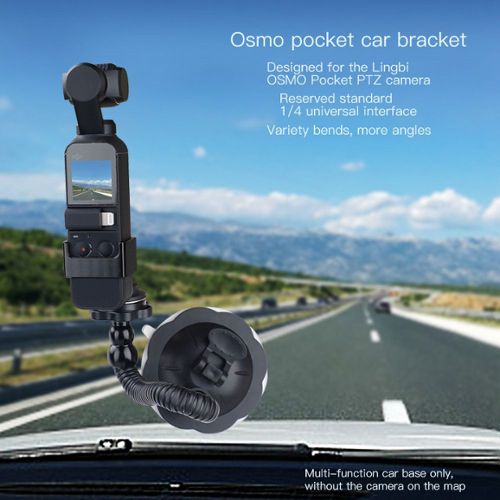 Osmo pocket car bracket
Designed for the Lingbi
OSMO Pocket PTZ camera
Reserved standard
1/4 universal interface
Variety bends, more angles
Multi-function car base only,
without the camera on the map